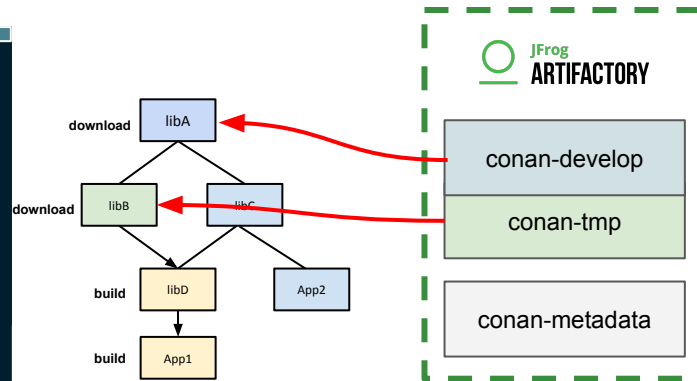 JFrog
ARTIFACTORY
download
libA
conan-develop
download
libB
libC
conan-tmp
build
libD
App2
conan-metadata
build
App1